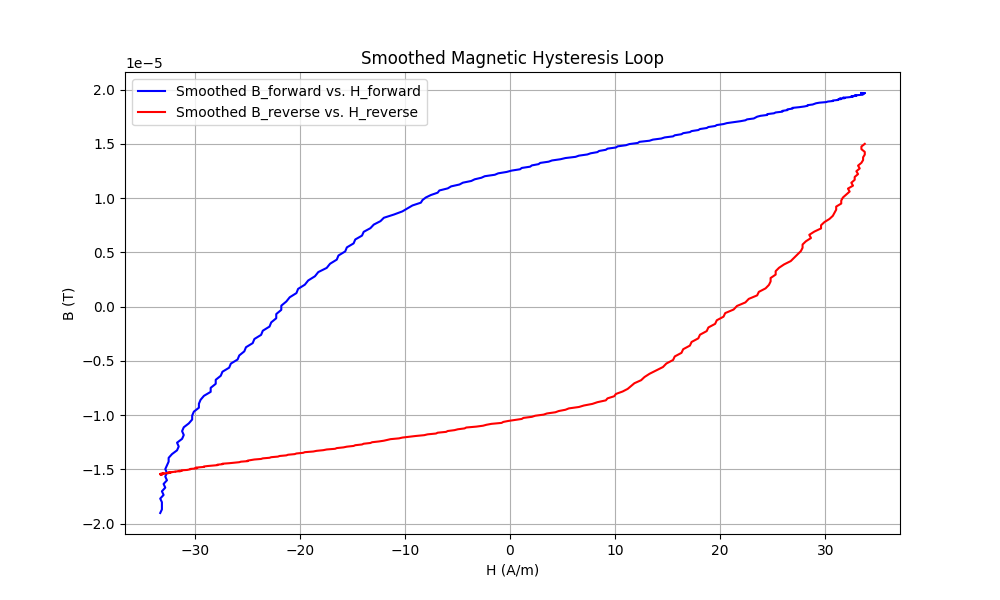 Smoothed Magnetic Hysteresis Loop
1e−5
Smoothed B_forward vs. H_forward
Smoothed B_reverse vs. H_reverse
2.0
1.5
1.0
0.5
0.0
−0.5
−1.0
−1.5
−2.0
B (T)
−30 −20 −10 0 10 20 30
H (A/m)